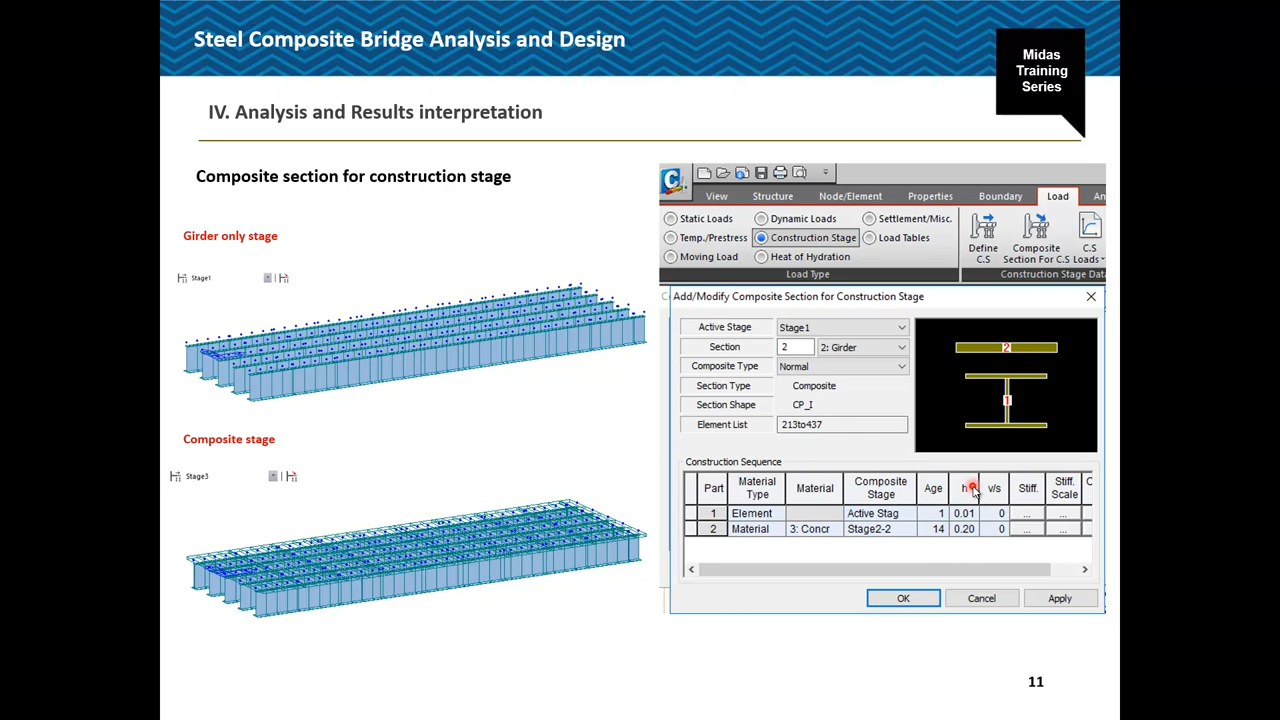 Steel Composite Bridge Analysis and Design
Midas
Training
Series
IV. Analysis and Results interpretation
Composite section for construction stage
Girder only stage
Stage1
Composite stage
Stage3
C
View Structure Node/Element Properties Boundary Load An
Static Loads Dynamic Loads Settlement/Misc.
Temp./Prestress Construction Stage Load Tables
Moving Load Heat of Hydration
Define
C.S
Composite
Section For C.S
C.S
Loads
Load Type Construction Stage Dat
Add/Modify Composite Section for Construction Stage
Active Stage Stage1
Section 2 2: Girder
Composite Type Normal
Section Type Composite
Section Shape CP_I
Element List 213to437
2
1
Construction Sequence
Part Material Type Material Composite Stage Age h v/s Stiff. Stiff. Scale C
1 Element Active Stag 1 0.01 0 ... ...
2 Material 3: Concr Stage2-2 14 0.20 0 ... ...
OK Cancel Apply
11